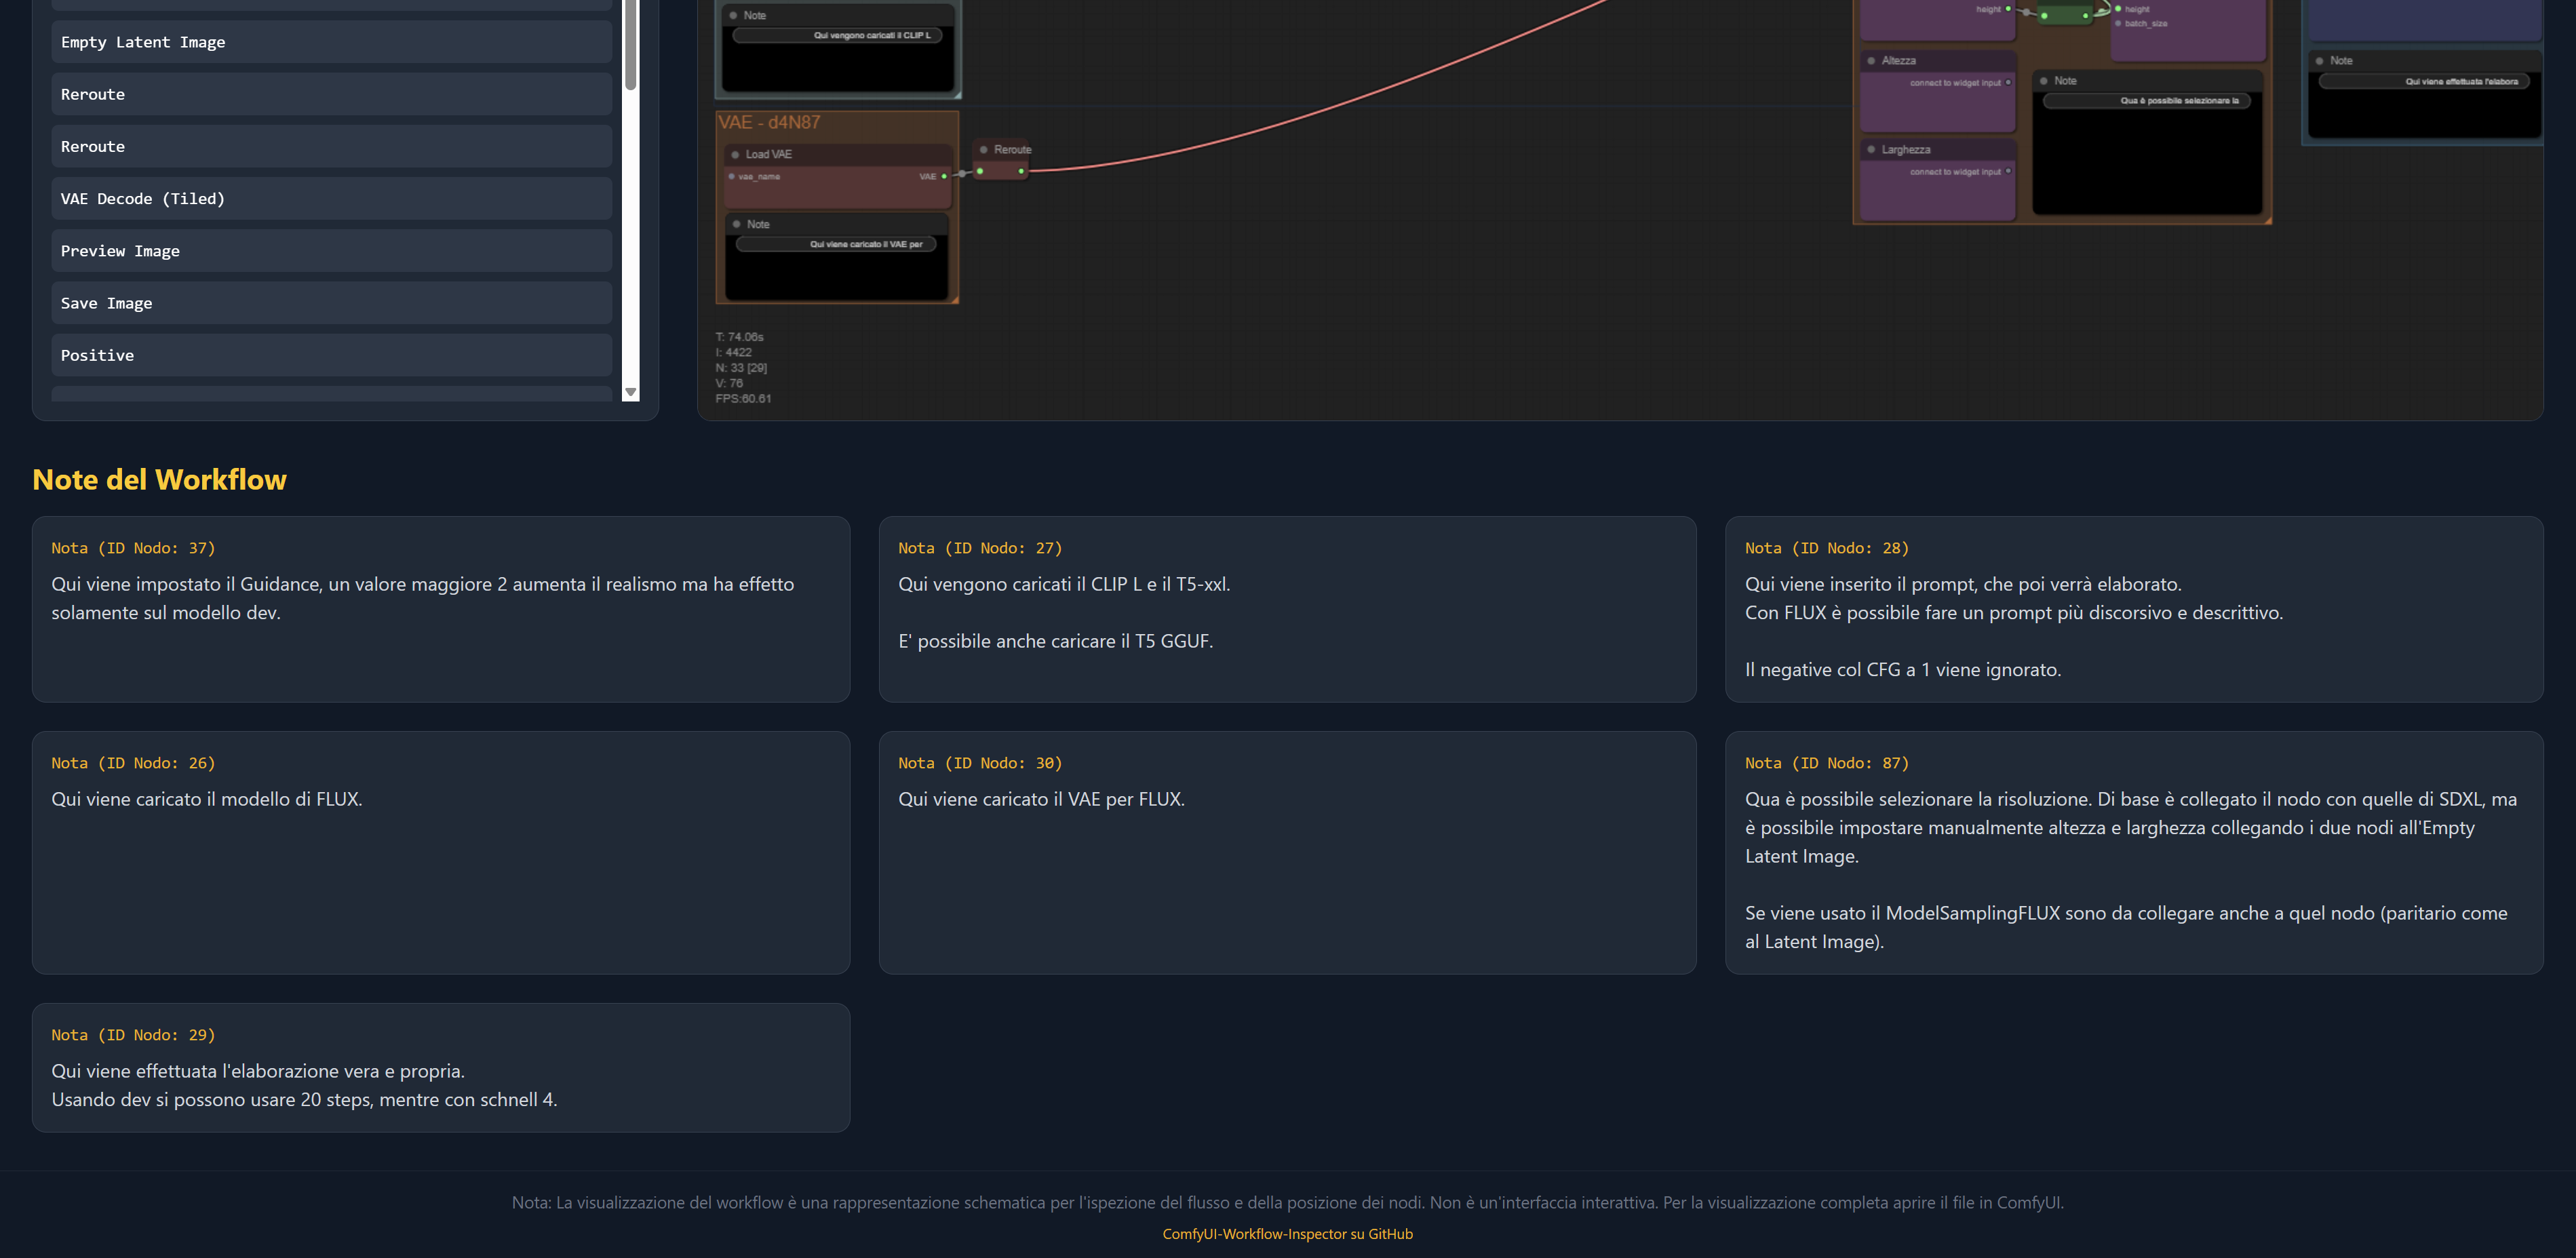 Empty Latent Image
Reroute
Reroute
VAE Decode (Tiled)
Preview Image
Save Image
Positive
Note
Qui vengono caricati il CLIP L
VAE - d4N87
Load VAE
vae_name
VAE
Reroute
Note
Qui viene caricato il VAE per
T: 74.06s
I: 4422
N: 33 [29]
V: 76
FPS:60.61
height
height
batch_size
Altezza
connect to widget input
Note
Qua è possibile selezionare la
Larghezza
connect to widget input
Note
Qui viene effettuata l'elabora
Note del Workflow
Nota (ID Nodo: 37)
Qui viene impostato il Guidance, un valore maggiore 2 aumenta il realismo ma ha effetto
solamente sul modello dev.
Nota (ID Nodo: 27)
Qui vengono caricati il CLIP L e il T5-xxl.
E' possibile anche caricare il T5 GGUF.
Nota (ID Nodo: 28)
Qui viene inserito il prompt, che poi verrà elaborato.
Con FLUX è possibile fare un prompt più discorsivo e descrittivo.
Il negative col CFG a 1 viene ignorato.
Nota (ID Nodo: 26)
Qui viene caricato il modello di FLUX.
Nota (ID Nodo: 30)
Qui viene caricato il VAE per FLUX.
Nota (ID Nodo: 87)
Qua è possibile selezionare la risoluzione. Di base è collegato il nodo con quelle di SDXL, ma
è possibile impostare manualmente altezza e larghezza collegando i due nodi all'Empty
Latent Image.
Se viene usato il ModelSamplingFLUX sono da collegare anche a quel nodo (paritario come
al Latent Image).
Nota (ID Nodo: 29)
Qui viene effettuata l'elaborazione vera e propria.
Usando dev si possono usare 20 steps, mentre con schnell 4.
Nota: La visualizzazione del workflow è una rappresentazione schematica per l'ispezione del flusso e della posizione dei nodi. Non è un'interfaccia interattiva. Per la visualizzazione completa aprire il file in ComfyUI.
ComfyUI-Workflow-Inspector su GitHub